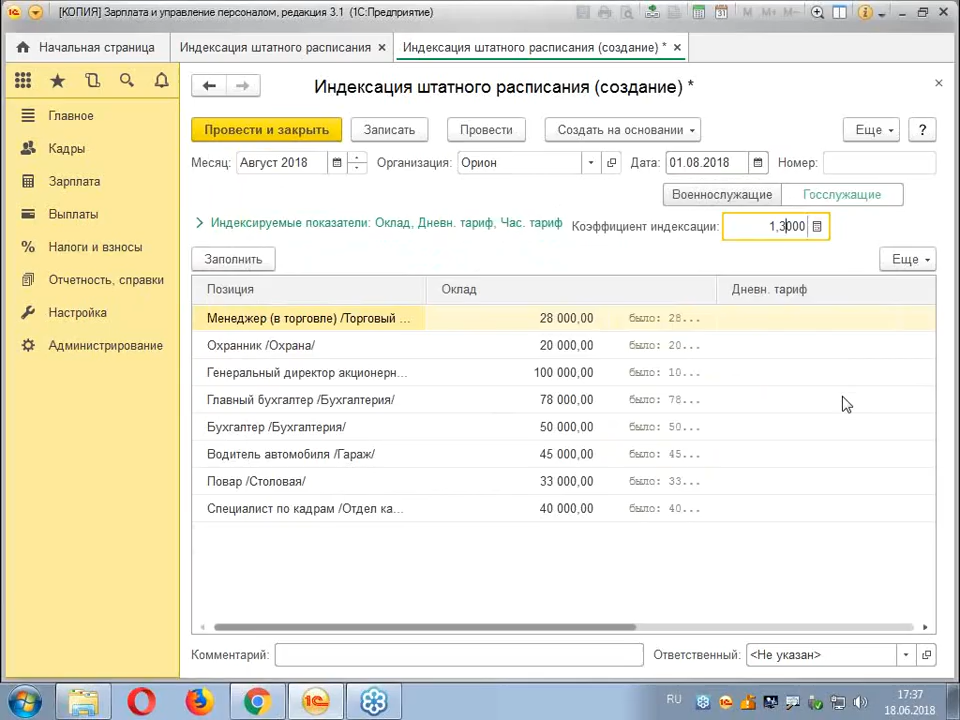 [КОПИЯ] Зарплата и управление персоналом, редакция 3.1 (1С:Предприятие)
M M+ M-
Начальная страница
Индексация штатного расписания ×
Индексация штатного расписания (создание) * ×
Главное
Кадры
Зарплата
Выплаты
Налоги и взносы
Отчетность, справки
Настройка
Администрирование
Индексация штатного расписания (создание) *
Провести и закрыть
Записать
Провести
Создать на основании
Еще
?
Месяц: Август 2018
Организация: Орион
Дата: 01.08.2018
Номер:
Военнослужащие
Госслужащие
Индексируемые показатели: Оклад, Дневн. тариф, Час. тариф
Коэффициент индексации: 1,3000
Заполнить
Еще
Позиция Оклад Дневн. тариф
Менеджер (в торговле) /Торговый ... 28 000,00 было: 28...
Охранник /Охрана/ 20 000,00 было: 20...
Генеральный директор акционерн... 100 000,00 было: 10...
Главный бухгалтер /Бухгалтерия/ 78 000,00 было: 78...
Бухгалтер /Бухгалтерия/ 50 000,00 было: 50...
Водитель автомобиля /Гараж/ 45 000,00 было: 45...
Повар /Столовая/ 33 000,00 было: 33...
Специалист по кадрам /Отдел ка... 40 000,00 было: 40...
Комментарий:
Ответственный: <Не указан>
RU
17:37
18.06.2018